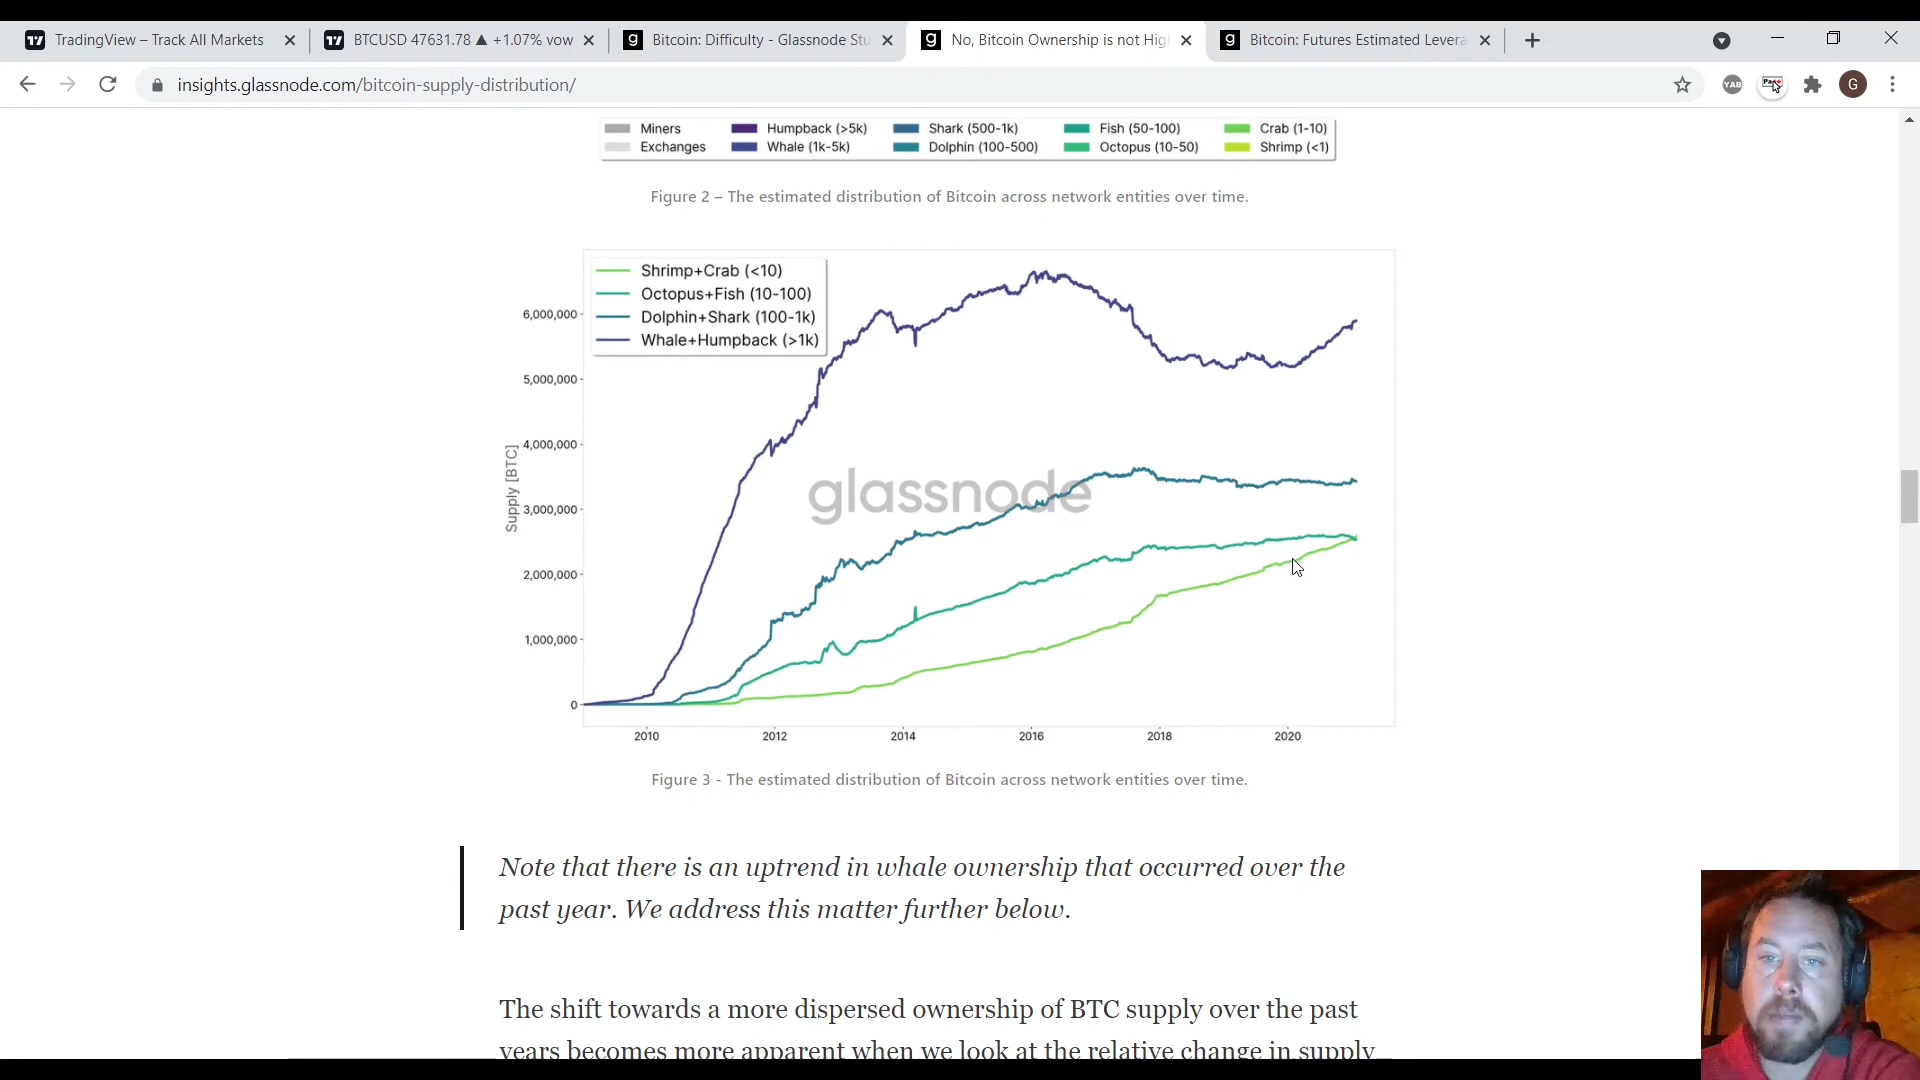 TradingView – Track All Markets
BTCUSD 47631.78 ▲ +1.07% vow
Bitcoin: Difficulty - Glassnode Stu
No, Bitcoin Ownership is not Hig
Bitcoin: Futures Estimated Levera
insights.glassnode.com/bitcoin-supply-distribution/
YAB
G
Miners
Humpback (>5k)
Shark (500-1k)
Fish (50-100)
Crab (1-10)
Exchanges
Whale (1k-5k)
Dolphin (100-500)
Octopus (10-50)
Shrimp (<1)
Figure 2 – The estimated distribution of Bitcoin across network entities over time.
Shrimp+Crab (<10)
Octopus+Fish (10-100)
Dolphin+Shark (100-1k)
Whale+Humpback (>1k)
6,000,000
5,000,000
4,000,000
3,000,000
2,000,000
1,000,000
0
Supply [BTC]
glassnode
2010
2012
2014
2016
2018
2020
Figure 3 - The estimated distribution of Bitcoin across network entities over time.
Note that there is an uptrend in whale ownership that occurred over the
past year. We address this matter further below.
The shift towards a more dispersed ownership of BTC supply over the past
years becomes more apparent when we look at the relative change in supply